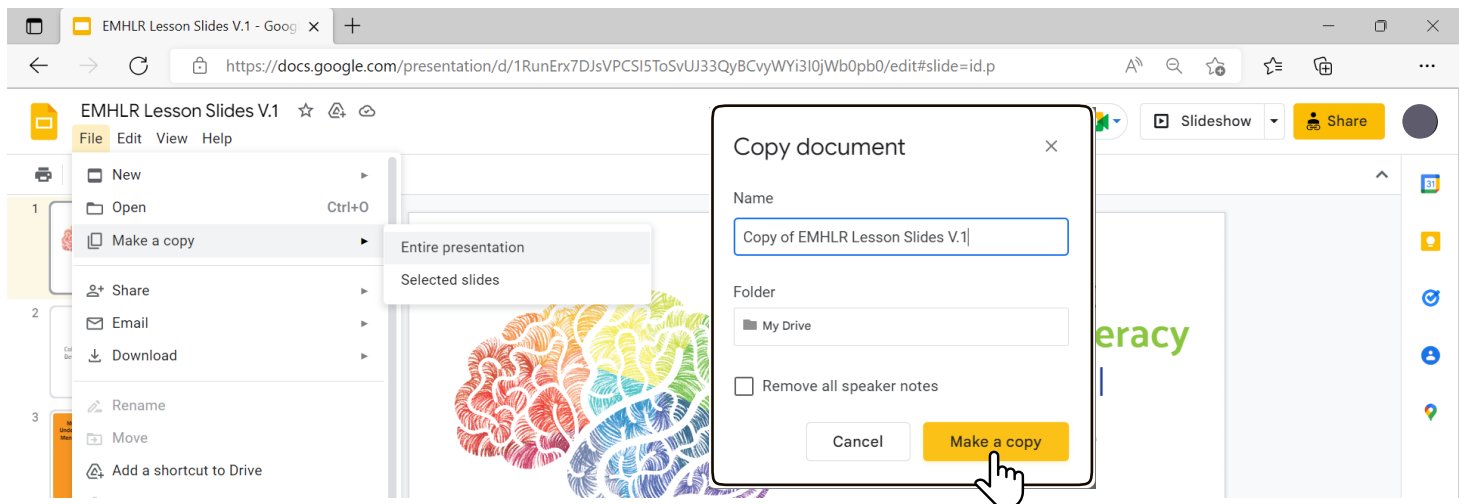 EMHLR Lesson Slides V.1 - Goog
https://docs.google.com/presentation/d/1RunErx7DJsVPCSI5ToSvUJ33QyBCvyWYi3I0jWb0pb0/edit#slide=id.p
EMHLR Lesson Slides V.1
File Edit View Help
Slideshow
Share
New
Open Ctrl+O
Make a copy
Share
Email
Download
Rename
Move
Add a shortcut to Drive
Entire presentation
Selected slides
1
2
3
Copy document
Name
Copy of EMHLR Lesson Slides V.1
Folder
My Drive
Remove all speaker notes
Cancel Make a copy
eracy
31